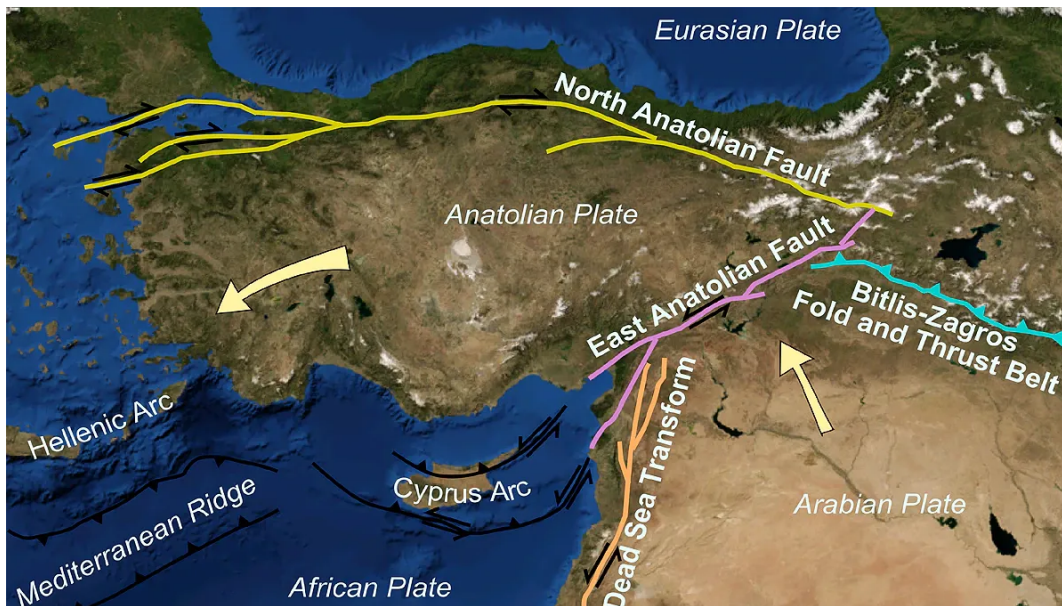 Eurasian Plate
North Anatolian Fault
Anatolian Plate
East Anatolian Fault
Bitlis-Zagros
Fold and Thrust Belt
Hellenic Arc
Cyprus Arc
Dead Sea Transform
Arabian Plate
Mediterranean Ridge
African Plate